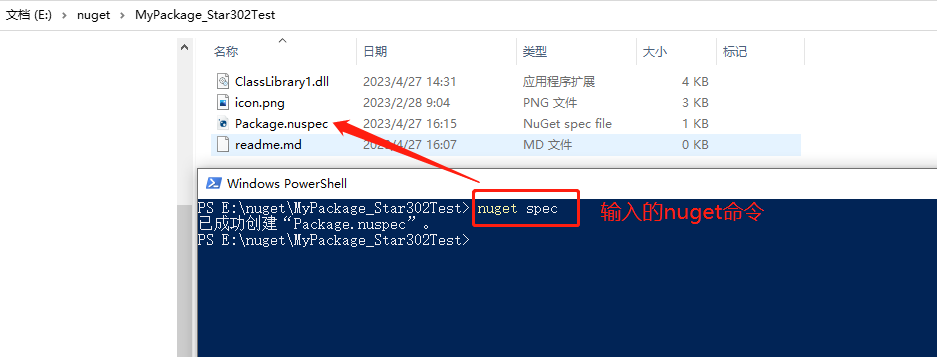 文档 (E:) › nuget › MyPackage_Star302Test
名称 日期 类型 大小 标记
ClassLibrary1.dll 2023/4/27 14:31 应用程序扩展 4 KB
icon.png 2023/2/28 9:04 PNG 文件 3 KB
Package.nuspec 2023/4/27 16:15 NuGet spec file 1 KB
readme.md 2023/4/27 16:07 MD 文件 0 KB
Windows PowerShell
PS E:\nuget\MyPackage_Star302Test> nuget spec
输入的nuget命令
已成功创建“Package.nuspec”。
PS E:\nuget\MyPackage_Star302Test>